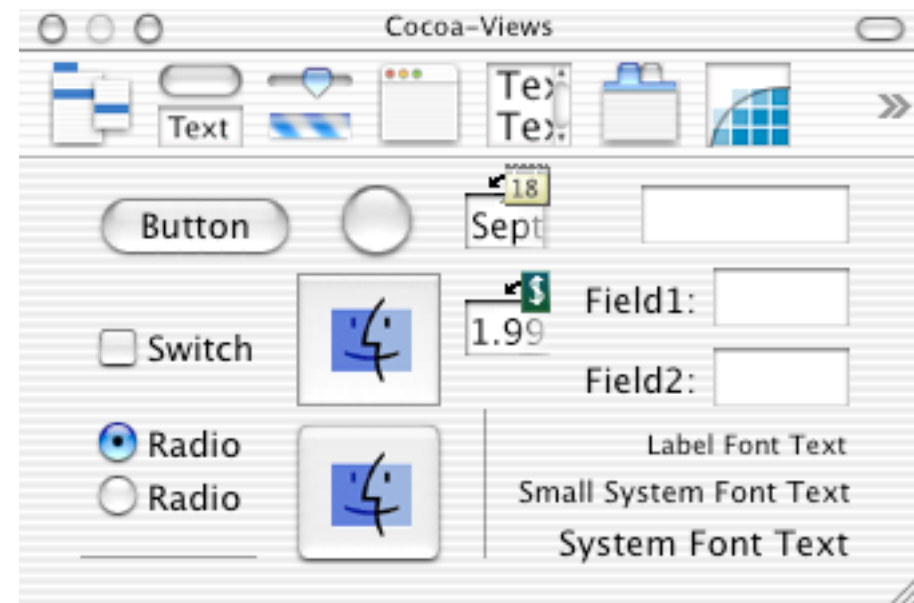 Cocoa-Views
Text
Tex
Tex
Button
18
Sept
$
1.99
Field1:
Switch
Field2:
Radio
Label Font Text
Radio
Small System Font Text
System Font Text